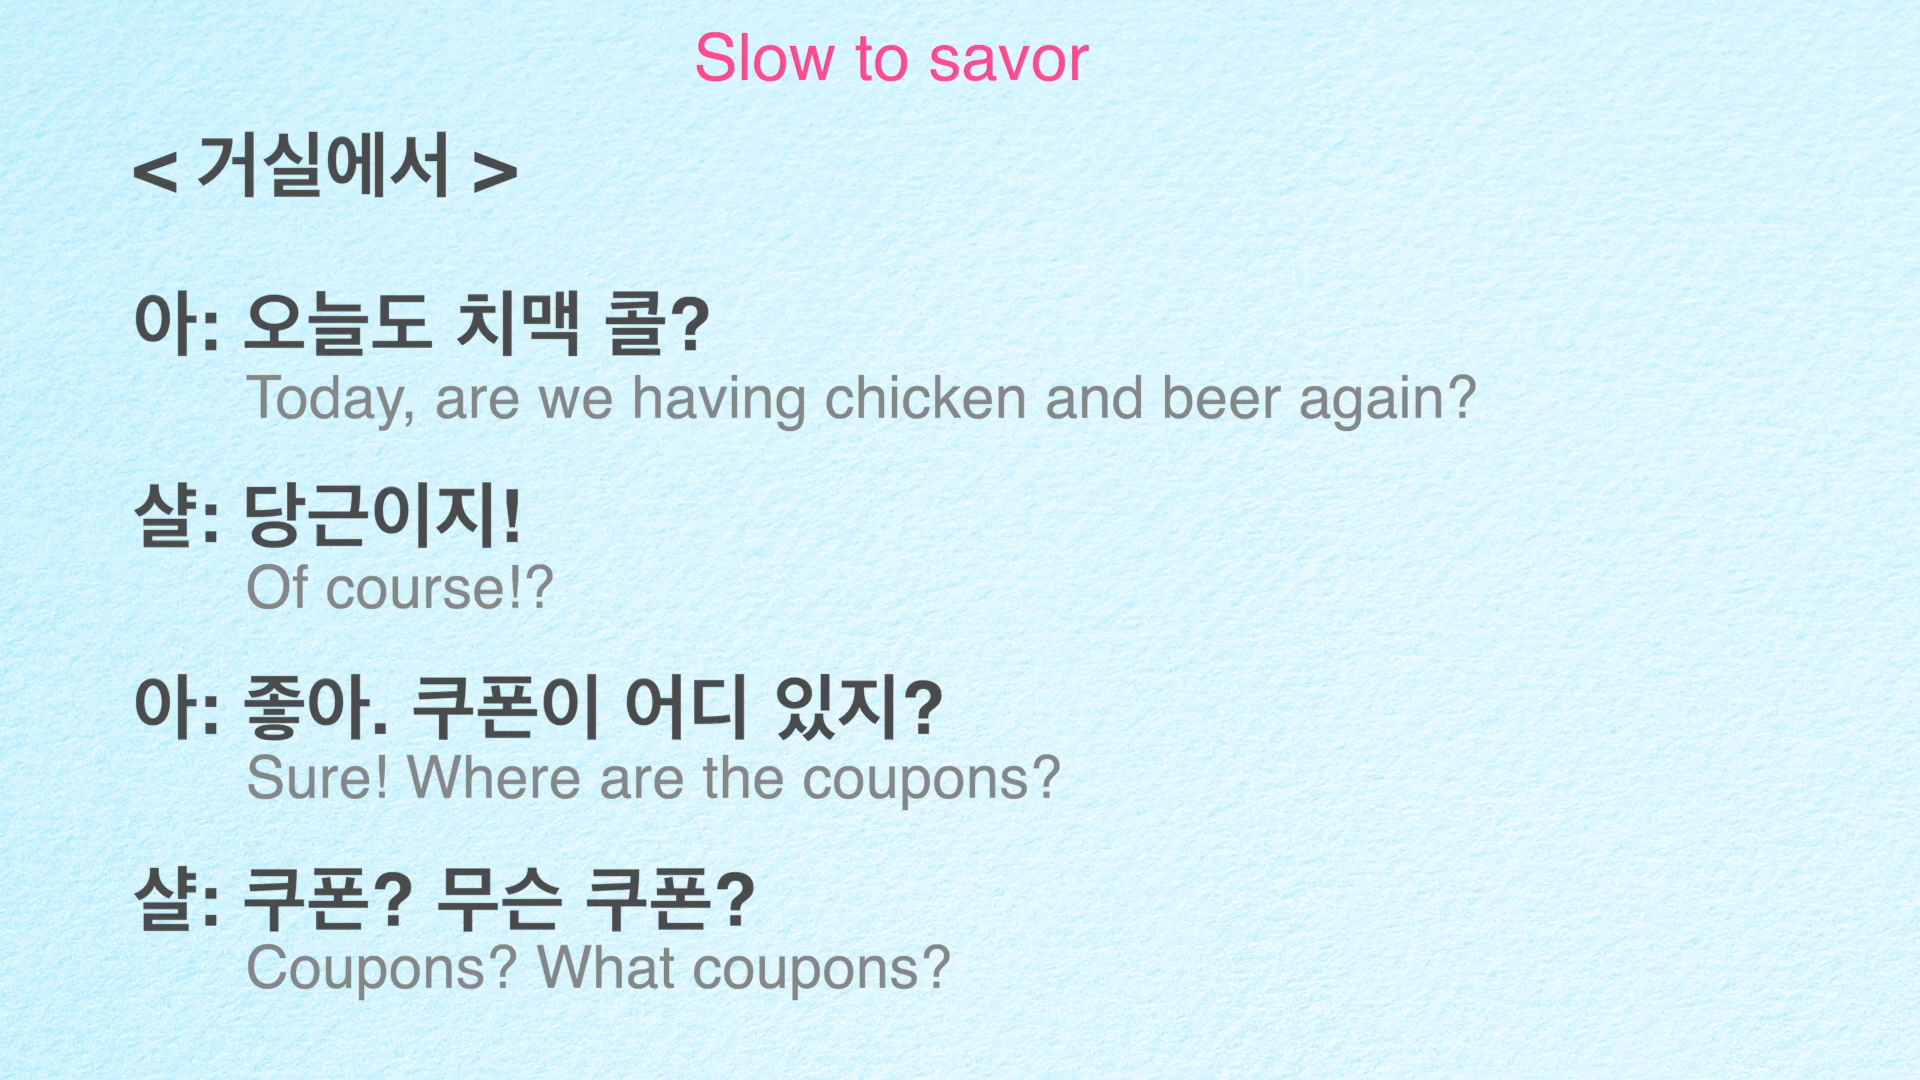 Slow to savor
< 거실에서 >
아: 오늘도 치맥 콜?
Today, are we having chicken and beer again?
샬: 당근이지!
Of course!?
아: 좋아. 쿠폰이 어디 있지?
Sure! Where are the coupons?
샬: 쿠폰? 무슨 쿠폰?
Coupons? What coupons?